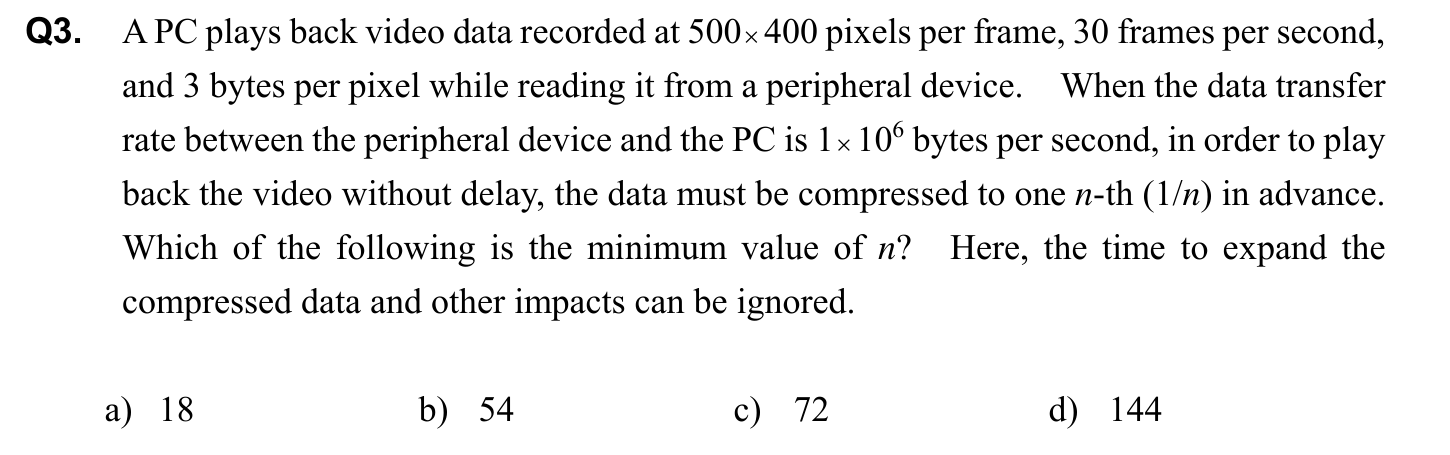 Q3. A PC plays back video data recorded at 500×400 pixels per frame, 30 frames per second,
and 3 bytes per pixel while reading it from a peripheral device. When the data transfer
rate between the peripheral device and the PC is 1×10⁶ bytes per second, in order to play
back the video without delay, the data must be compressed to one n-th (1/n) in advance.
Which of the following is the minimum value of n? Here, the time to expand the
compressed data and other impacts can be ignored.
a) 18 b) 54 c) 72 d) 144